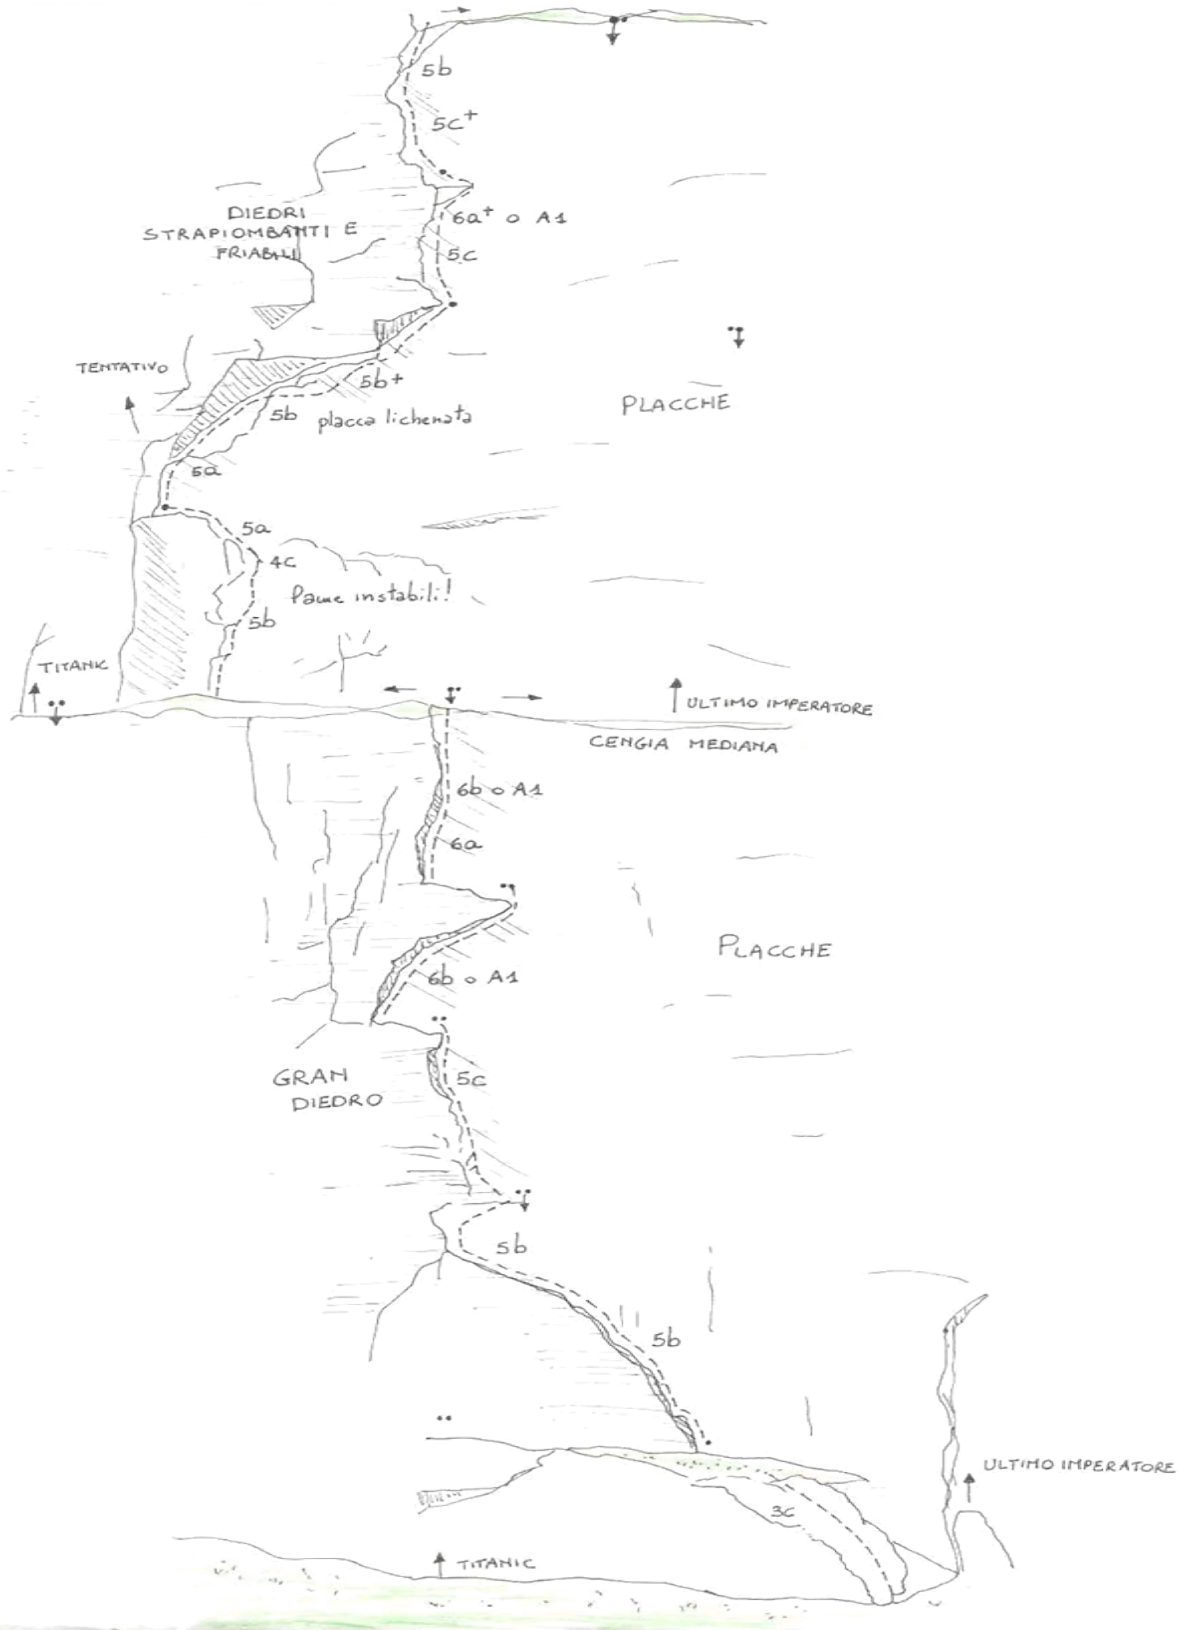 5b
5c+
DIEDRI
STRAPIOMBANTI E
FRIABILI
6a+ o A1
5c
TENTATIVO
5b+
PLACCHE
5b placca lichenata
5a
5a
4c
Lame instabili!
5b
TITANIC
ULTIMO IMPERATORE
CENGIA MEDIANA
6b o A1
6a
PLACCHE
6b o A1
GRAN
DIEDRO
5c
5b
5b
ULTIMO IMPERATORE
3c
TITANIC